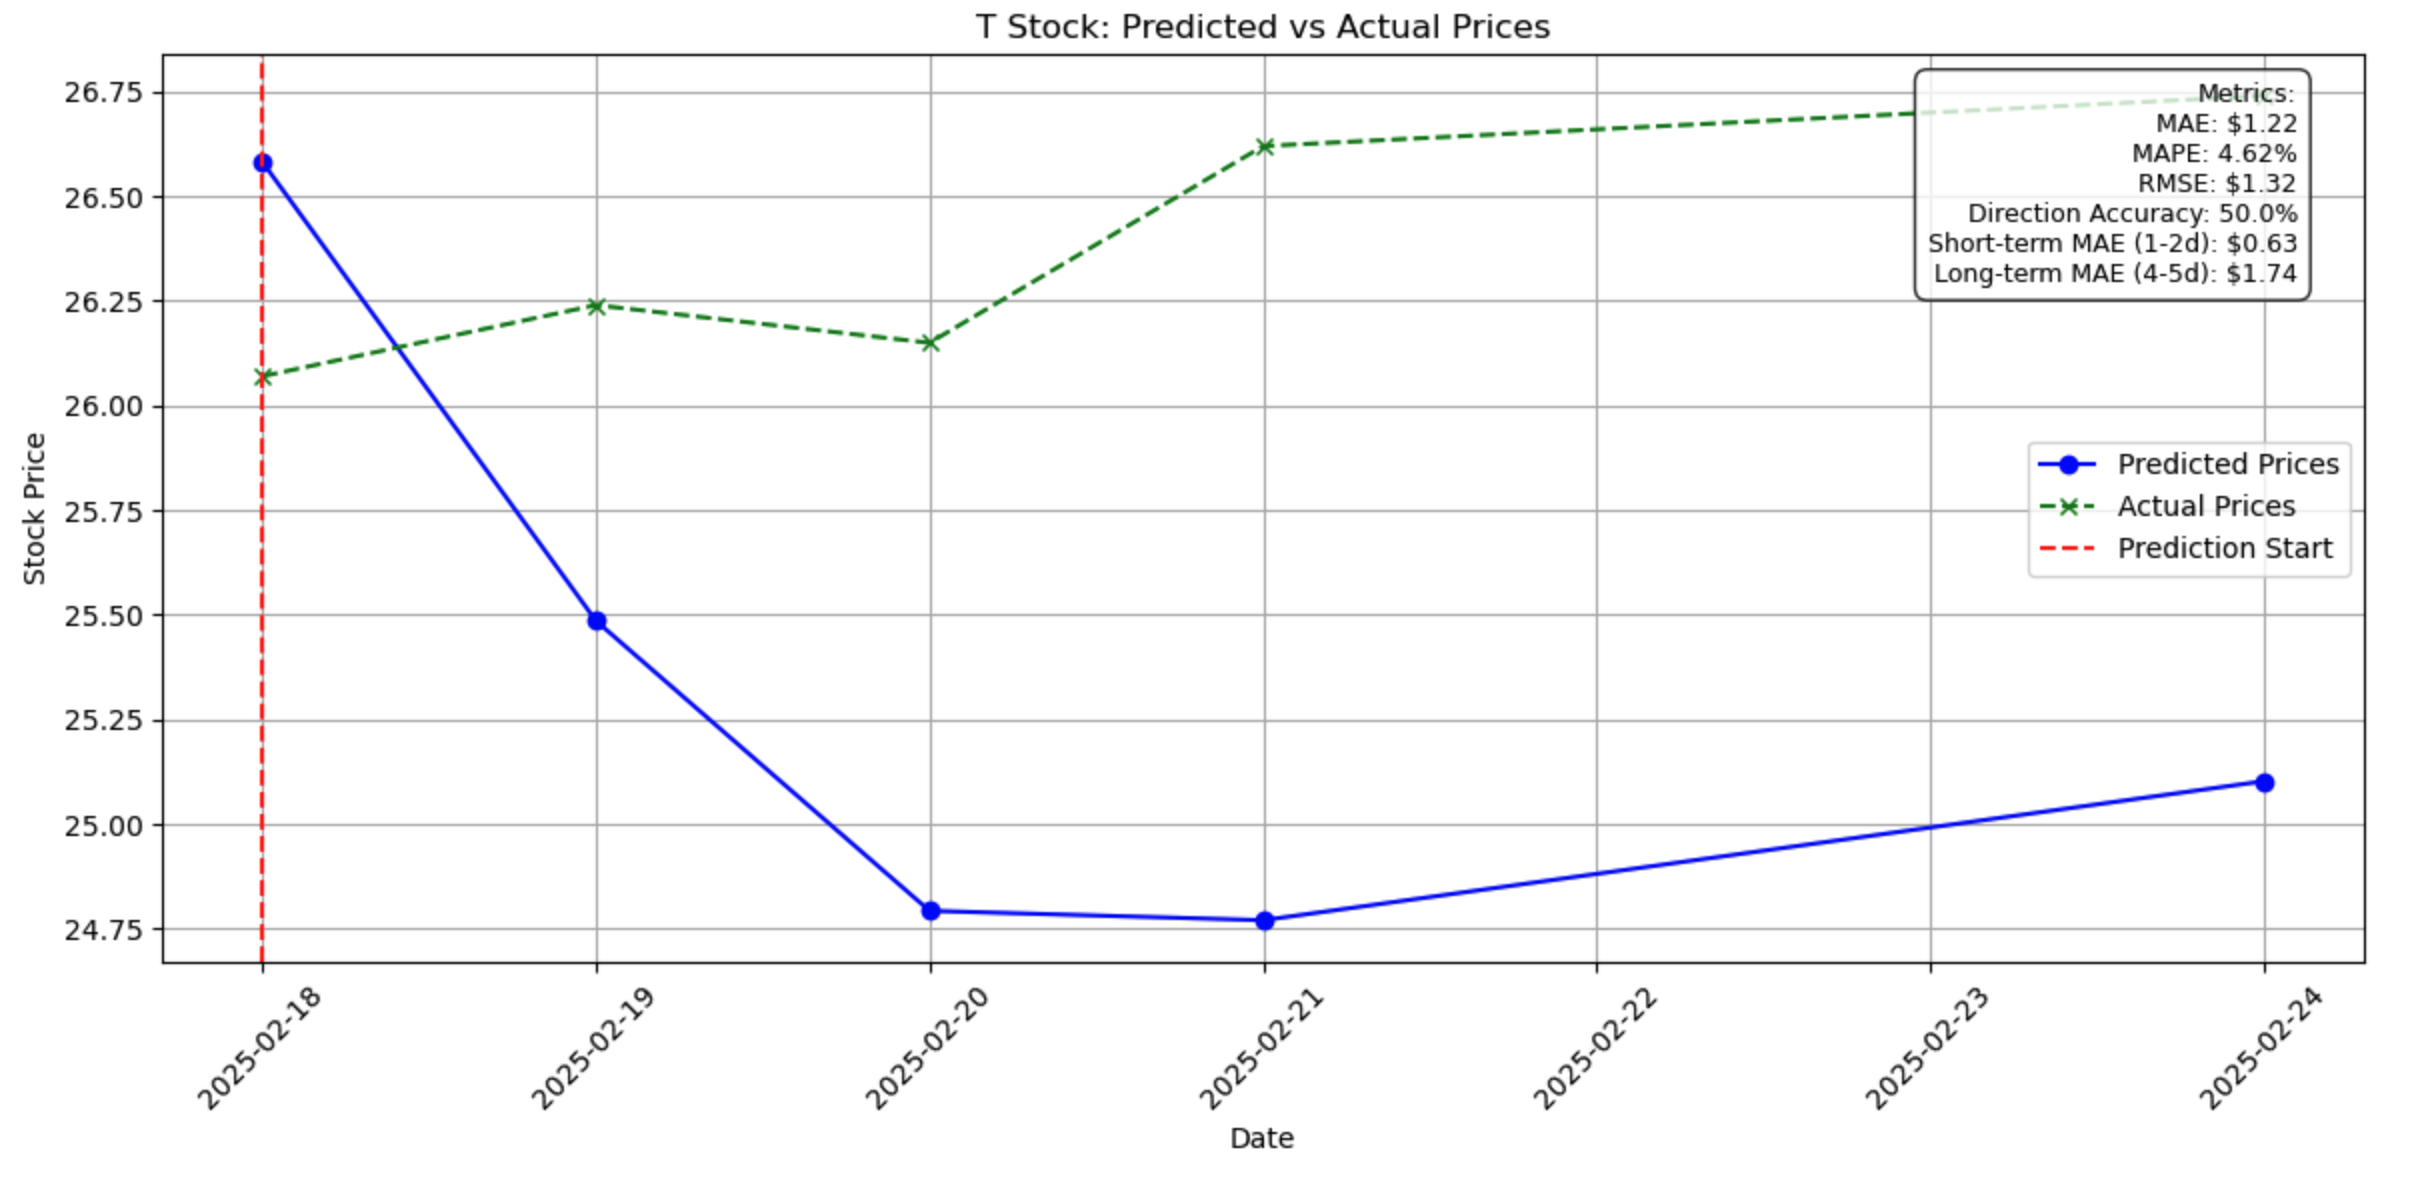 T Stock: Predicted vs Actual Prices
26.75
26.50
26.25
26.00
25.75
25.50
25.25
25.00
24.75
Stock Price
Metrics:
MAE: $1.22
MAPE: 4.62%
RMSE: $1.32
Direction Accuracy: 50.0%
Short-term MAE (1-2d): $0.63
Long-term MAE (4-5d): $1.74
Predicted Prices
Actual Prices
Prediction Start
2025-02-18
2025-02-19
2025-02-20
2025-02-21
2025-02-22
2025-02-23
2025-02-24
Date